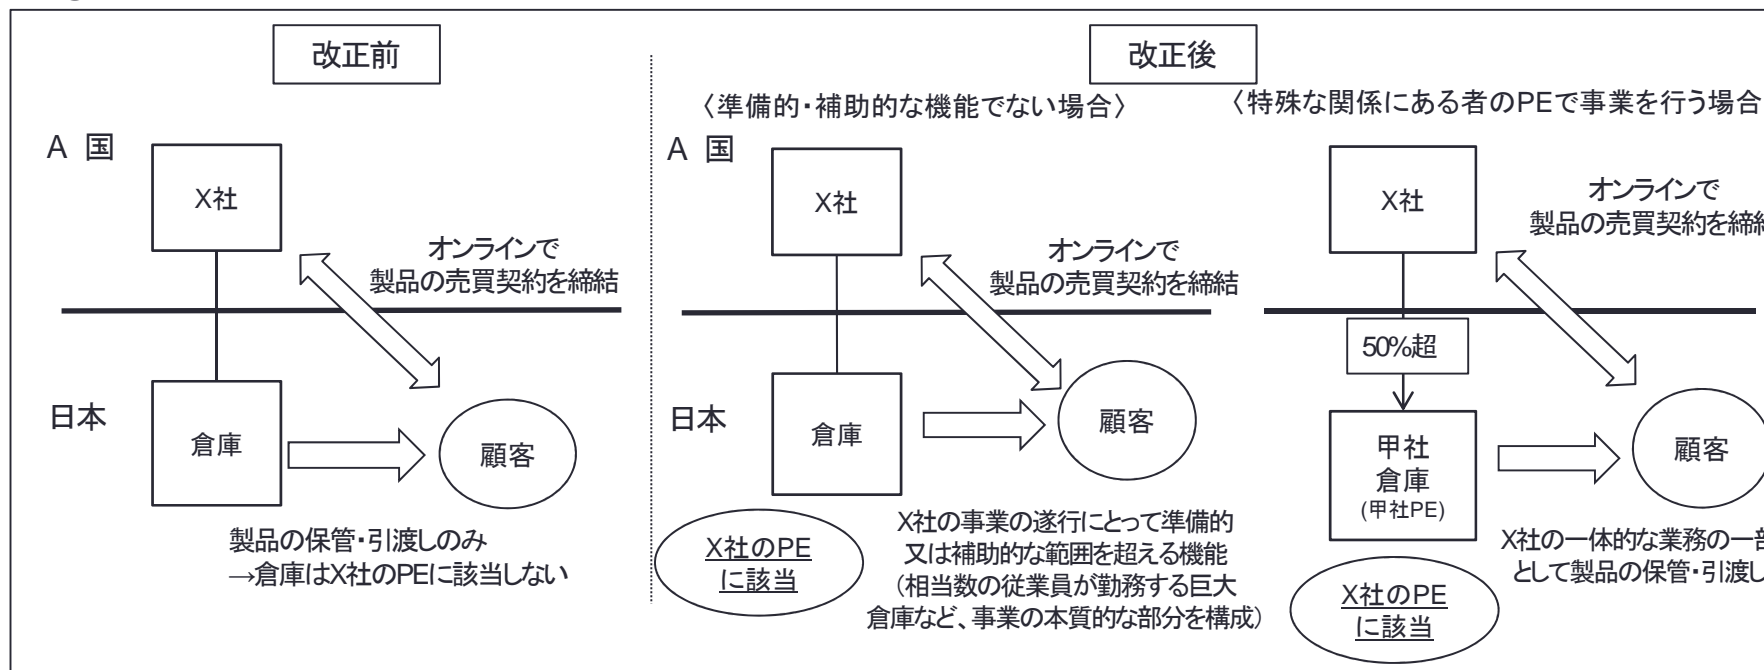 改正前
A 国
X社
オンラインで
製品の売買契約を締結
日本
倉庫
顧客
製品の保管・引渡しのみ
→倉庫はX社のPEに該当しない
改正後
〈準備的・補助的な機能でない場合〉
A 国
X社
オンラインで
製品の売買契約を締結
日本
倉庫
顧客
X社のPE
に該当
X社の事業の遂行にとって準備的
又は補助的な範囲を超える機能
(相当数の従業員が勤務する巨大
倉庫など、事業の本質的な部分を構成)
〈特殊な関係にある者のPEで事業を行う場合
X社
オンラインで
製品の売買契約を締
50%超
甲社
倉庫
(甲社PE)
顧客
X社の一体的な業務の一部
として製品の保管・引渡し
X社のPE
に該当